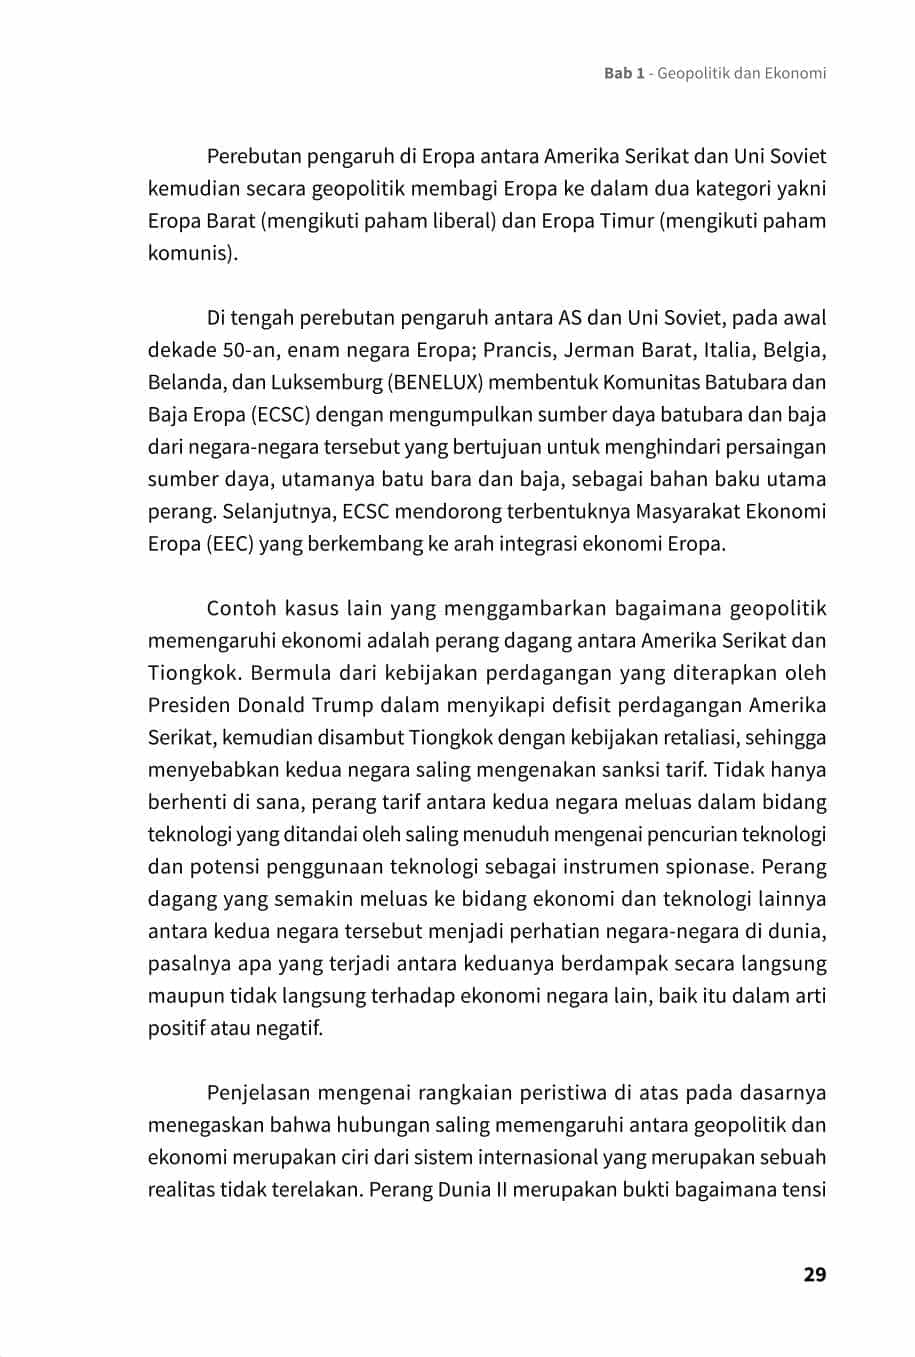 Bab 1 - Geopolitik dan Ekonomi
Perebutan pengaruh di Eropa antara Amerika Serikat dan Uni Soviet
kemudian secara geopolitik membagi Eropa ke dalam dua kategori yakni
Eropa Barat (mengikuti paham liberal) dan Eropa Timur (mengikuti paham
komunis).
Di tengah perebutan pengaruh antara AS dan Uni Soviet, pada awal
dekade 50-an, enam negara Eropa; Prancis, Jerman Barat, Italia, Belgia,
Belanda, dan Luksemburg (BENELUX) membentuk Komunitas Batubara dan
Baja Eropa (ECSC) dengan mengumpulkan sumber daya batubara dan baja
dari negara-negara tersebut yang bertujuan untuk menghindari persaingan
sumber daya, utamanya batu bara dan baja, sebagai bahan baku utama
perang. Selanjutnya, ECSC mendorong terbentuknya Masyarakat Ekonomi
Eropa (EEC) yang berkembang ke arah integrasi ekonomi Eropa.
Contoh kasus lain yang menggambarkan bagaimana geopolitik
memengaruhi ekonomi adalah perang dagang antara Amerika Serikat dan
Tiongkok. Bermula dari kebijakan perdagangan yang diterapkan oleh
Presiden Donald Trump dalam menyikapi defisit perdagangan Amerika
Serikat, kemudian disambut Tiongkok dengan kebijakan retaliasi, sehingga
menyebabkan kedua negara saling mengenakan sanksi tarif. Tidak hanya
berhenti di sana, perang tarif antara kedua negara meluas dalam bidang
teknologi yang ditandai oleh saling menuduh mengenai pencurian teknologi
dan potensi penggunaan teknologi sebagai instrumen spionase. Perang
dagang yang semakin meluas ke bidang ekonomi dan teknologi lainnya
antara kedua negara tersebut menjadi perhatian negara-negara di dunia,
pasalnya apa yang terjadi antara keduanya berdampak secara langsung
maupun tidak langsung terhadap ekonomi negara lain, baik itu dalam arti
positif atau negatif.
Penjelasan mengenai rangkaian peristiwa di atas pada dasarnya
menegaskan bahwa hubungan saling memengaruhi antara geopolitik dan
ekonomi merupakan ciri dari sistem internasional yang merupakan sebuah
realitas tidak terelakan. Perang Dunia II merupakan bukti bagaimana tensi
29